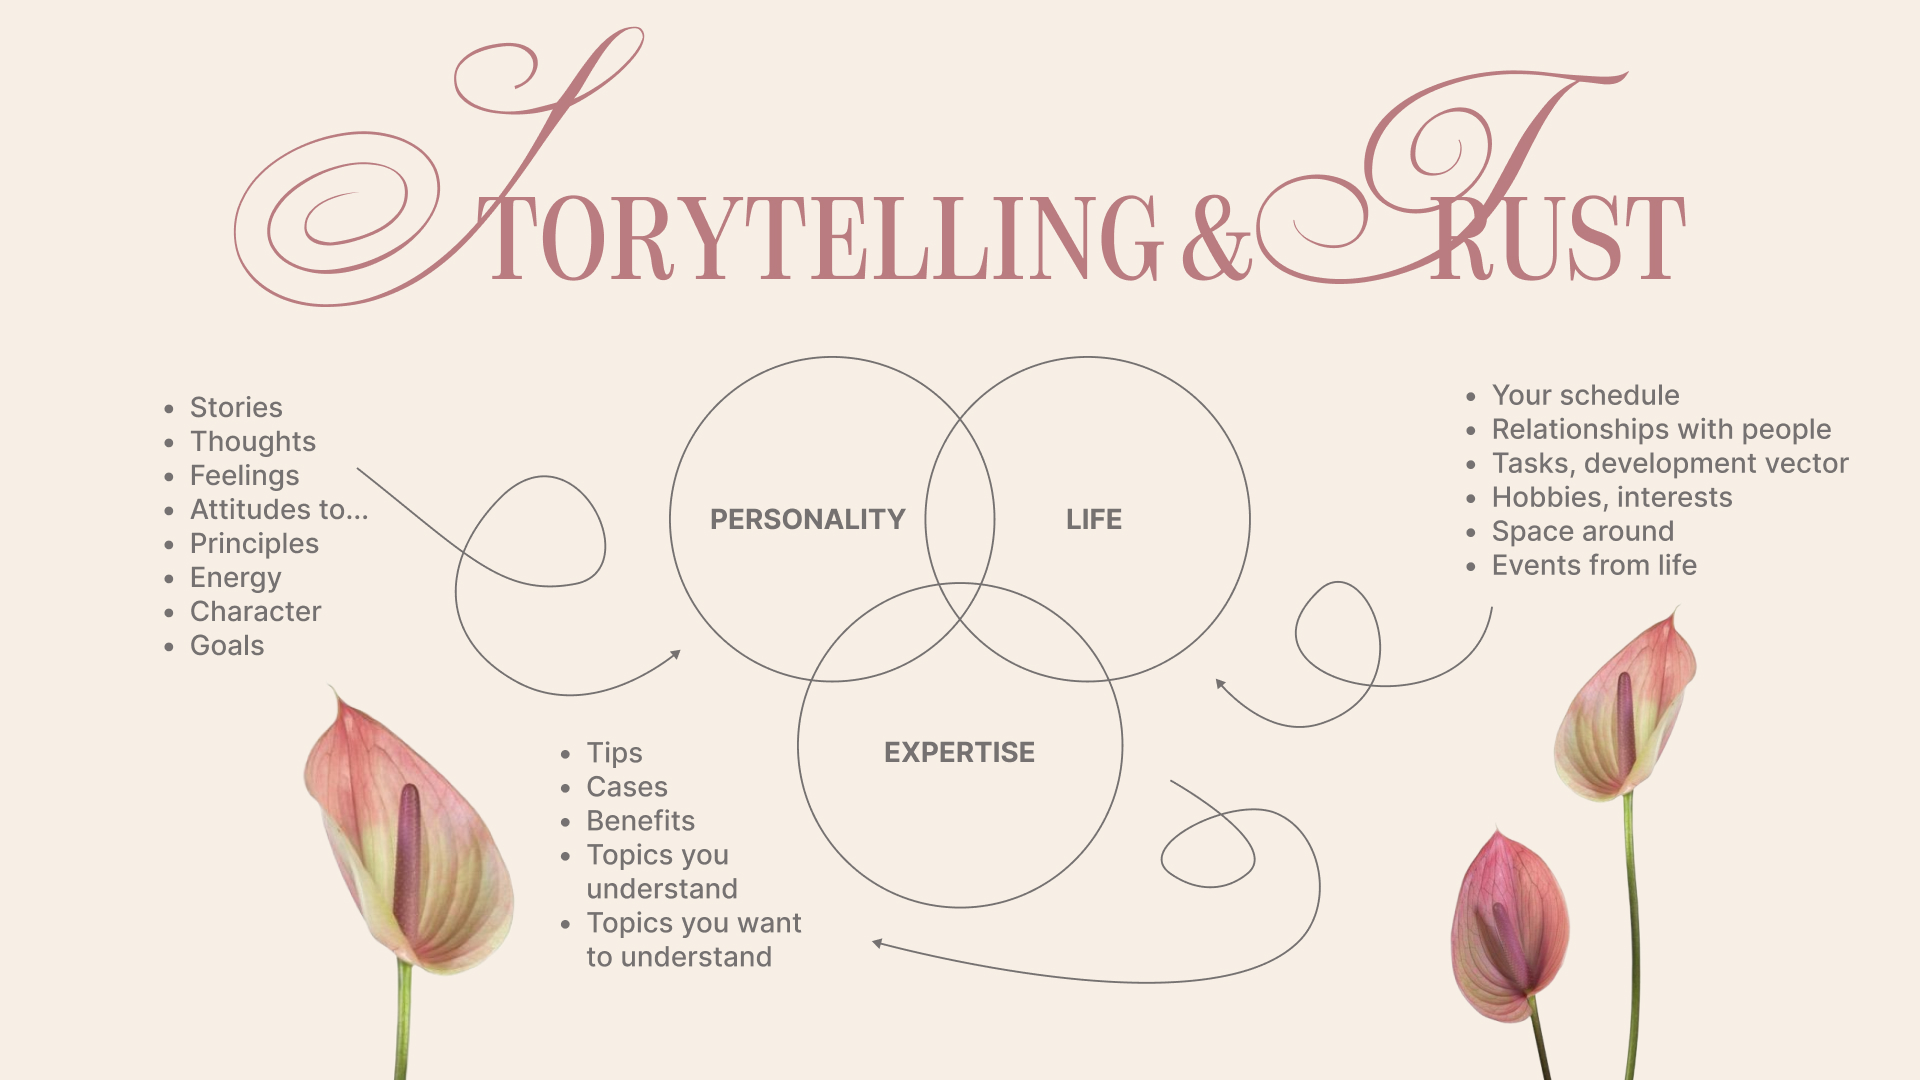 STORYTELLING & TRUST
• Stories
• Thoughts
• Feelings
• Attitudes to...
• Principles
• Energy
• Character
• Goals
PERSONALITY
LIFE
EXPERTISE
• Your schedule
• Relationships with people
• Tasks, development vector
• Hobbies, interests
• Space around
• Events from life
• Tips
• Cases
• Benefits
• Topics you
understand
• Topics you want
to understand